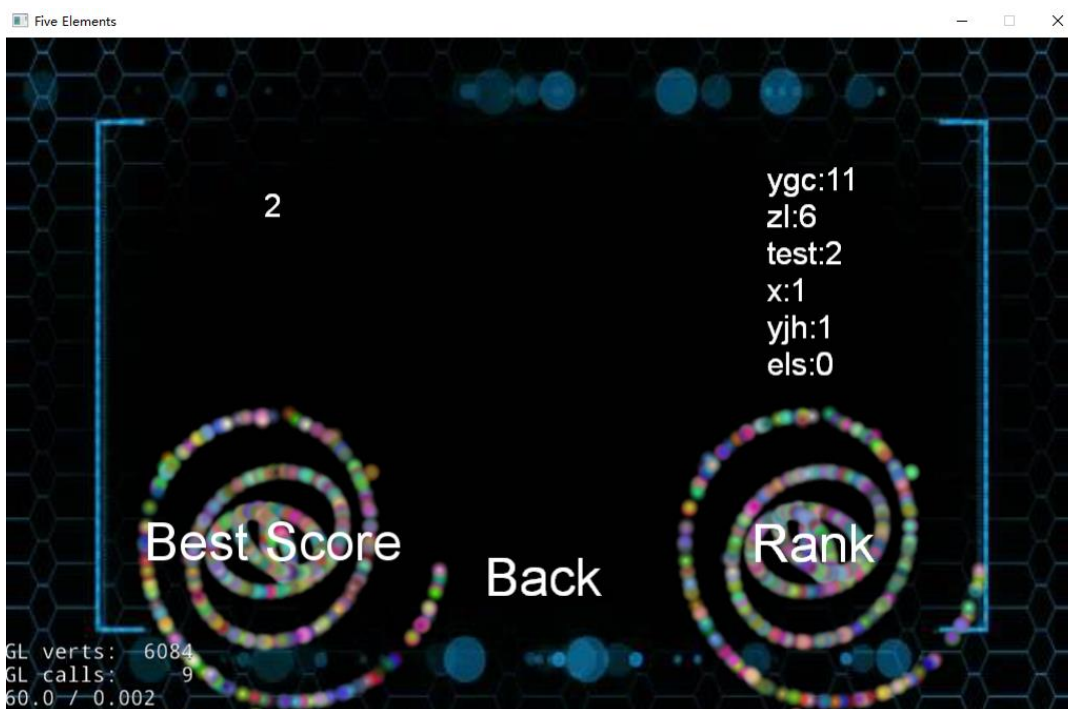 Five Elements
2
ygc:11
zl:6
test:2
x:1
yjh:1
els:0
Best Score
Rank
Back
GL verts: 6084
GL calls: 9
60.0 / 0.002